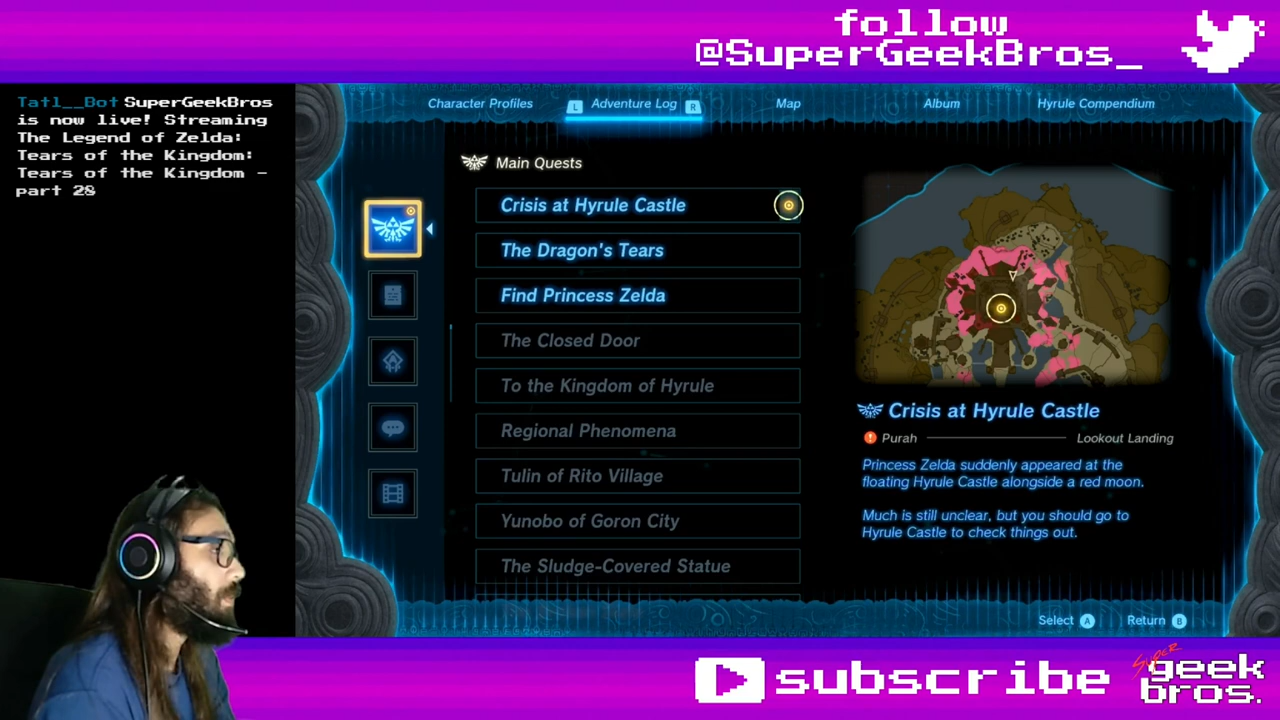 follow
@SuperGeekBros_
Tatl__Bot SuperGeekBros
is now live! Streaming
The Legend of Zelda:
Tears of the Kingdom:
Tears of the Kingdom -
part 28
Character Profiles
L Adventure Log R
Map
Album
Hyrule Compendium
Main Quests
Crisis at Hyrule Castle
The Dragon's Tears
Find Princess Zelda
The Closed Door
To the Kingdom of Hyrule
Regional Phenomena
Tulin of Rito Village
Yunobo of Goron City
The Sludge-Covered Statue
Crisis at Hyrule Castle
Purah
Lookout Landing
Princess Zelda suddenly appeared at the
floating Hyrule Castle alongside a red moon.
Much is still unclear, but you should go to
Hyrule Castle to check things out.
Select A
Return B
subscribe
SUPER
geek
bros.